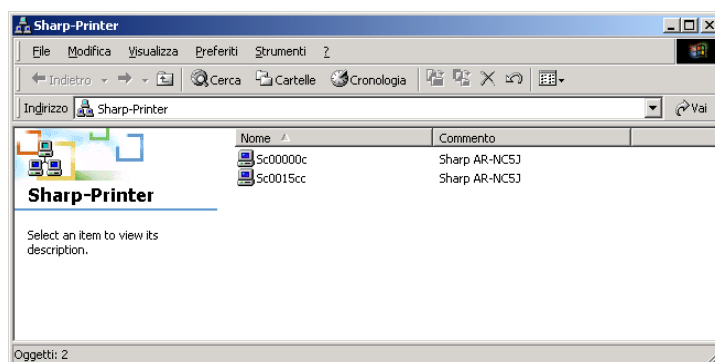 Sharp-Printer
File Modifica Visualizza Preferiti Strumenti ?
Indietro Cerca Cartelle Cronologia
Indirizzo Sharp-Printer Vai
Nome Commento
Sc00000c Sharp AR-NC5J
Sc0015cc Sharp AR-NC5J
Sharp-Printer
Select an item to view its
description.
Oggetti: 2